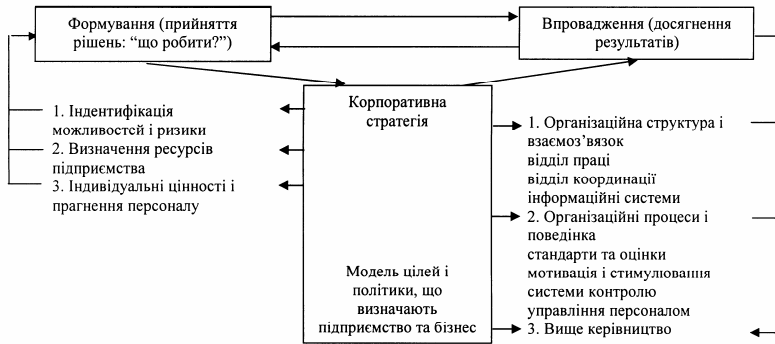 Формування (прийняття
рішень: “що робити?”)
Впровадження (досягнення
результатів)
1. Індентифікація
можливостей і ризики
2. Визначення ресурсів
підприємства
3. Індивідуальні цінності і
прагнення персоналу
Корпоративна
стратегія
Модель цілей і
політики, що
визначають
підприємство та бізнес
1. Організаційна структура і
взаємоз’язок
відділ праці
відділ координації
інформаційні системи
2. Організаційні процеси і
поведінка
стандарти та оцінки
мотивація і стимулювання
системи контролю
управління персоналом
3. Вище керівництво